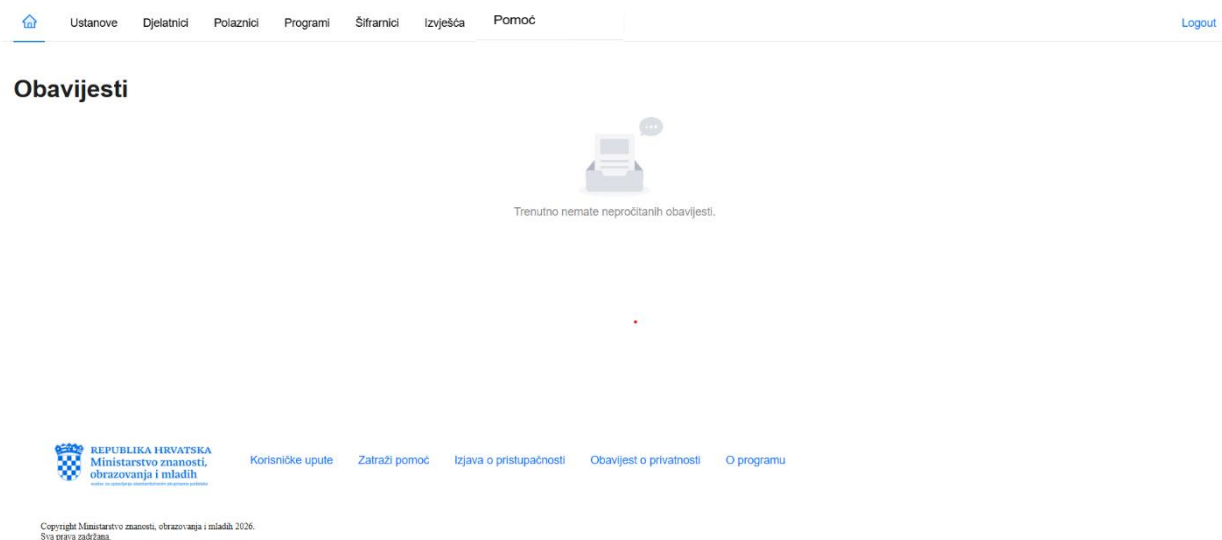 Ustanove Djelatnici Polaznici Programi Šifrarnici Izvješća Pomoć Logout
Obavijesti
Trenutno nemate nepročitanih obavijesti.
REPUBLIKA HRVATSKA
Ministarstvo znanosti,
obrazovanja i mladih
Korisničke upute Zatraži pomoć Izjava o pristupačnosti Obavijest o privatnosti O programu
Copyright Ministarstvo znanosti, obrazovanja i mladih 2026.
Sva prava zadržana.